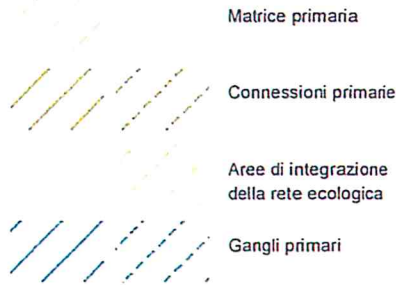 Matrice primaria
Connessioni primarie
Aree di integrazione
della rete ecologica
Gangli primari